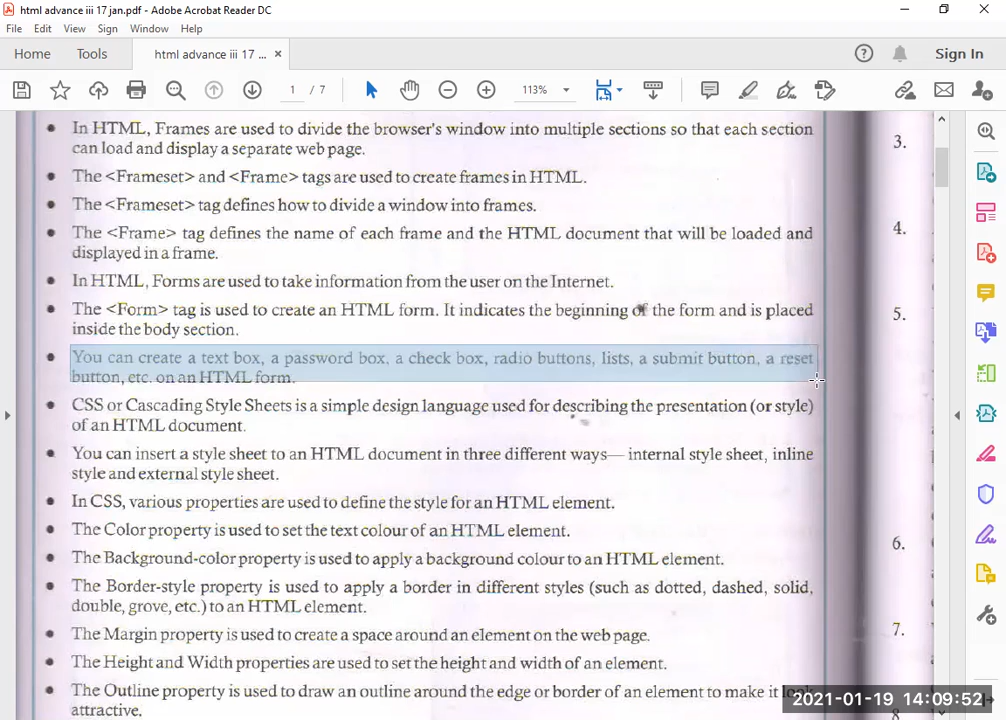 html advance iii 17 jan.pdf - Adobe Acrobat Reader DC
File Edit View Sign Window Help
Home Tools html advance iii 17 ... × Sign In
1 / 7 113%
• In HTML, Frames are used to divide the browser's window into multiple sections so that each section
can load and display a separate web page.
• The <Frameset> and <Frame> tags are used to create frames in HTML.
• The <Frameset> tag defines how to divide a window into frames.
• The <Frame> tag defines the name of each frame and the HTML document that will be loaded and
displayed in a frame.
• In HTML, Forms are used to take information from the user on the Internet.
• The <Form> tag is used to create an HTML form. It indicates the beginning of the form and is placed
inside the body section.
• You can create a text box, a password box, a check box, radio buttons, lists, a submit button, a reset
button, etc. on an HTML form.
• CSS or Cascading Style Sheets is a simple design language used for describing the presentation (or style)
of an HTML document.
• You can insert a style sheet to an HTML document in three different ways— internal style sheet, inline
style and external style sheet.
• In CSS, various properties are used to define the style for an HTML element.
• The Color property is used to set the text colour of an HTML element.
• The Background-color property is used to apply a background colour to an HTML element.
• The Border-style property is used to apply a border in different styles (such as dotted, dashed, solid,
double, grove, etc.) to an HTML element.
• The Margin property is used to create a space around an element on the web page.
• The Height and Width properties are used to set the height and width of an element.
• The Outline property is used to draw an outline around the edge or border of an element to make it look
attractive.
3.
4.
5.
6.
7.
8
2021-01-19 14:09:52